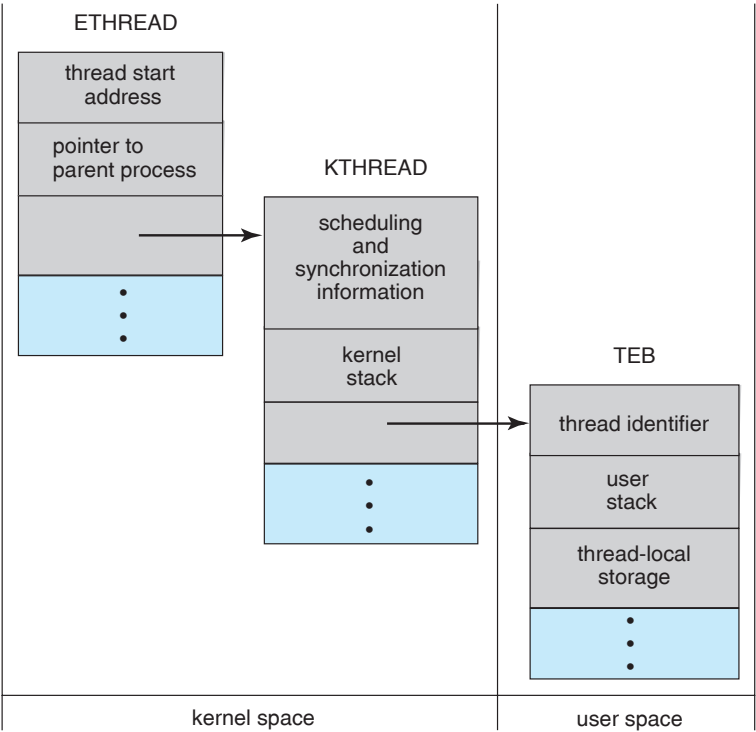 ETHREAD
thread start
address
pointer to
parent process
KTHREAD
scheduling
and
synchronization
information
kernel
stack
TEB
thread identifier
user
stack
thread-local
storage
kernel space
user space